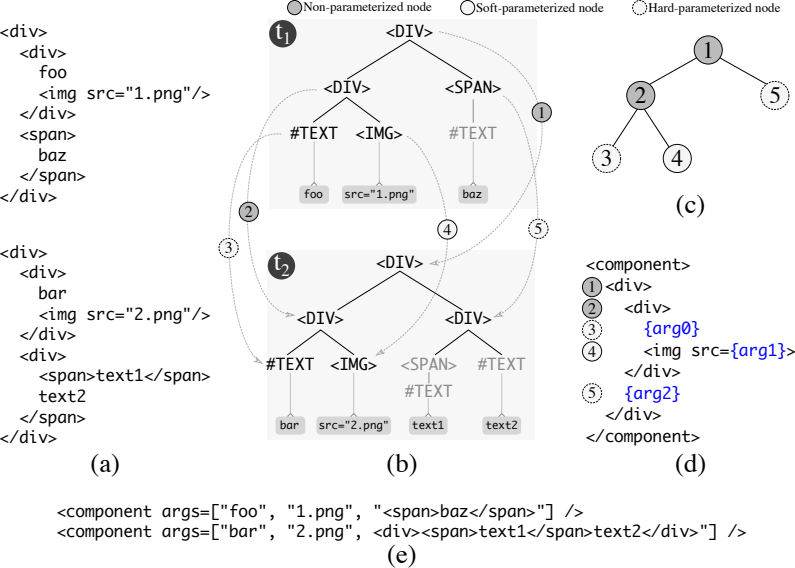 Non-parameterized node Soft-parameterized node Hard-parameterized node
<div>
<div>
foo
<img src="1.png"/>
</div>
<span>
baz
</span>
</div>
<div>
<div>
bar
<img src="2.png"/>
</div>
<div>
<span>text1</span>
text2
</span>
</div>
(a)
t1
<DIV>
<DIV> <SPAN>
#TEXT <IMG> #TEXT
foo src="1.png" baz
1
2
3
4
5
t2
<DIV>
<DIV> <DIV>
#TEXT <IMG> <SPAN> #TEXT
#TEXT
bar src="2.png" text1 text2
(b)
1
2 5
3 4
(c)
<component>
1 <div>
2 <div>
3 {arg0}
4 <img src={arg1}>
</div>
5 {arg2}
</div>
</component>
(d)
<component args=["foo", "1.png", "<span>baz</span>"] />
<component args=["bar", "2.png", <div><span>text1</span>text2</div>"] />
(e)